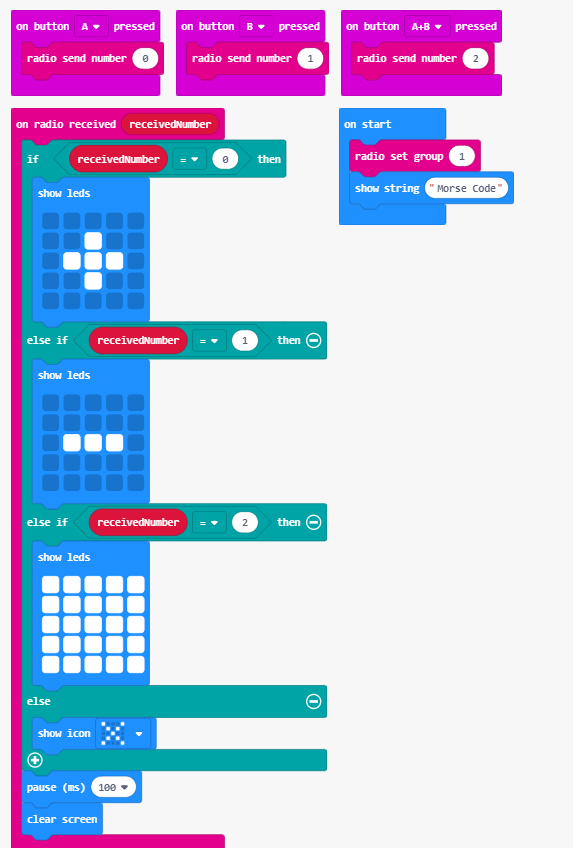 on button A pressed
radio send number 0
on button B pressed
radio send number 1
on button A+B pressed
radio send number 2
on radio received receivedNumber
if receivedNumber = 0 then
show leds
else if receivedNumber = 1 then
show leds
else if receivedNumber = 2 then
show leds
else
show icon
pause (ms) 100
clear screen
on start
radio set group 1
show string "Morse Code"